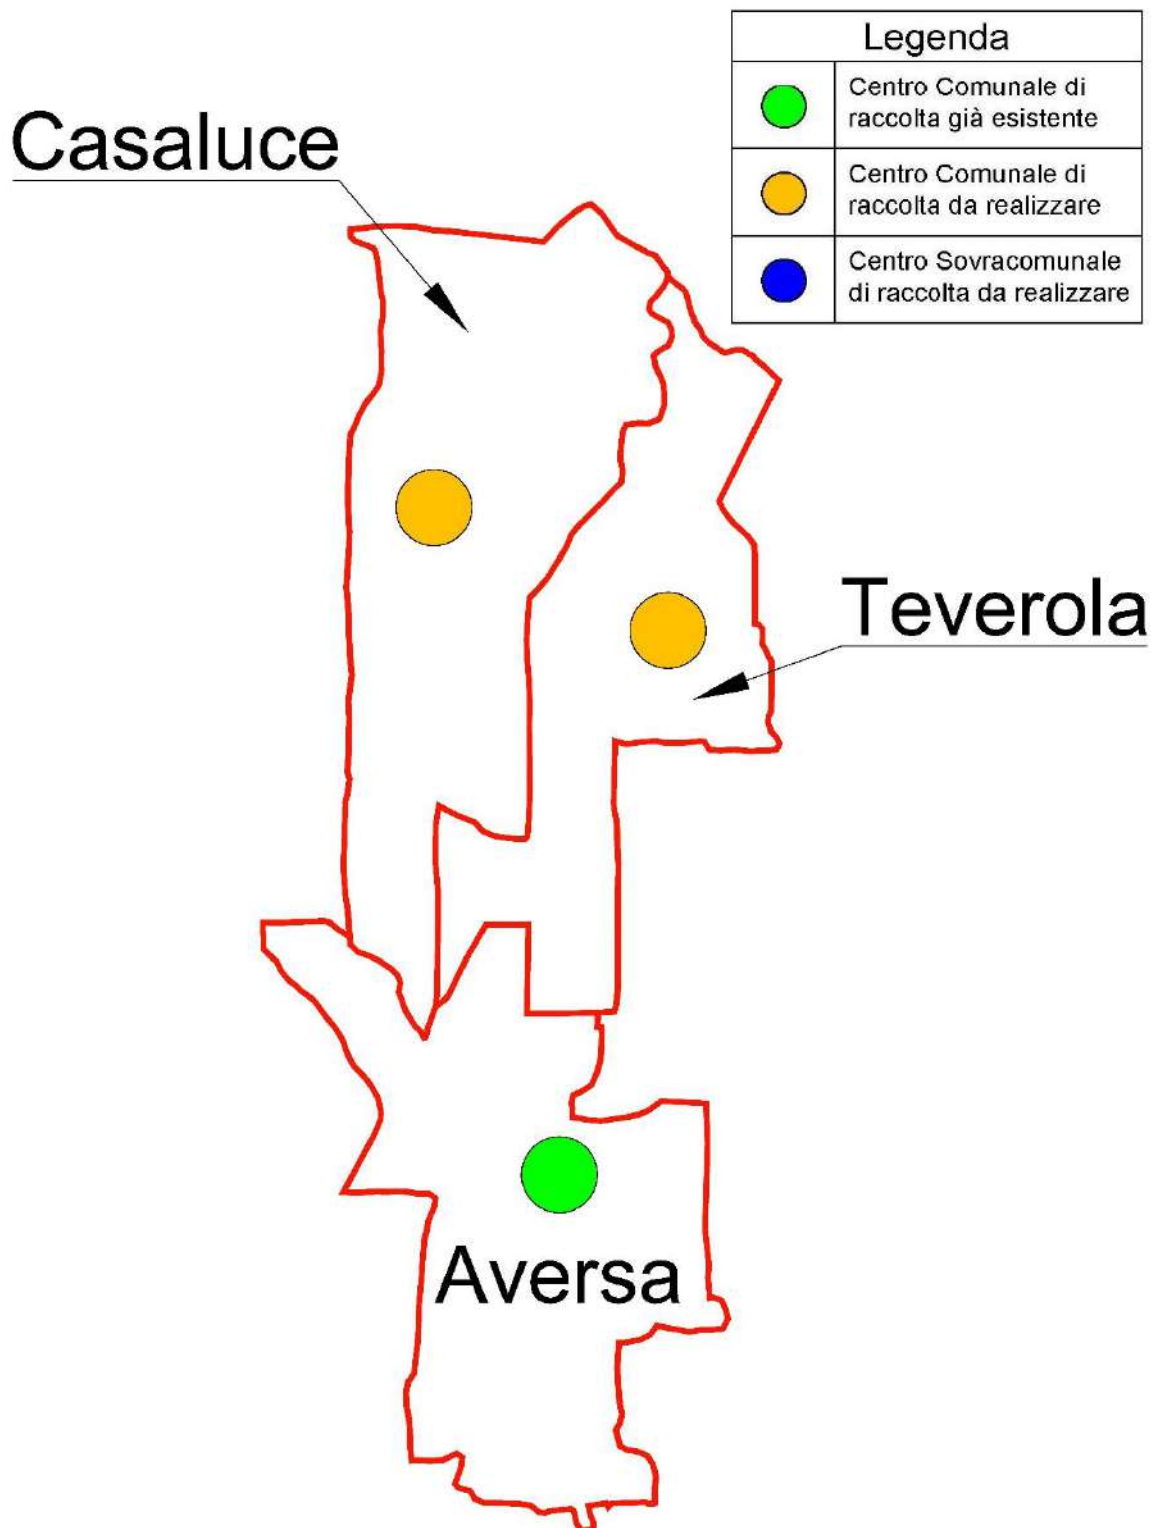 Legenda
Centro Comunale di
raccolta già esistente
Centro Comunale di
raccolta da realizzare
Centro Sovracomunale
di raccolta da realizzare
Casaluce
Teverola
Aversa